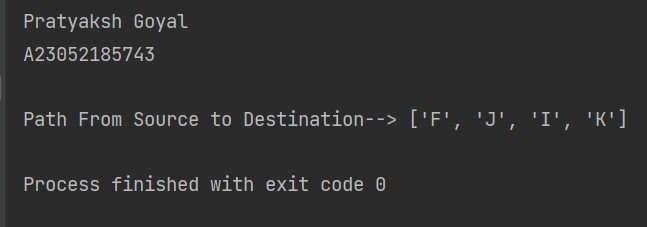 Pratyaksh Goyal
A23052185743
Path From Source to Destination--> ['F', 'J', 'I', 'K']
Process finished with exit code 0